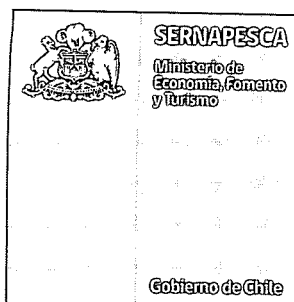 SERNAPESCA
Ministerio de
Economía, Fomento
y Turismo
Gobierno de Chile